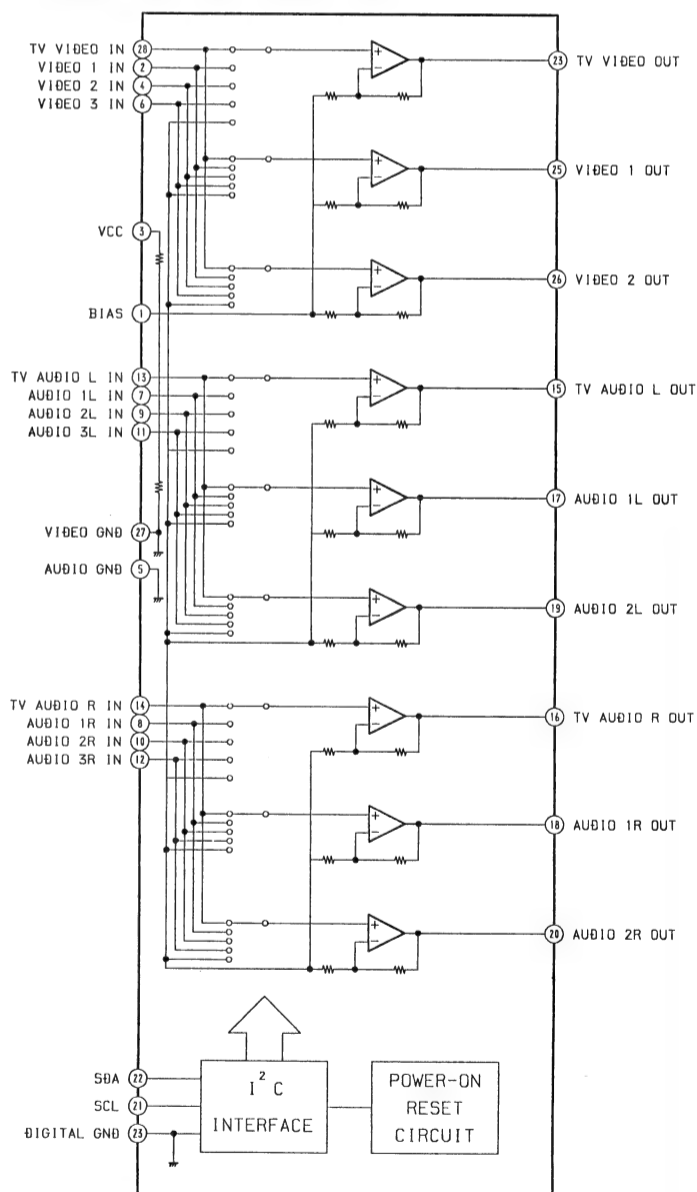 TV VIDEO IN 28
VIDEO 1 IN 2
VIDEO 2 IN 4
VIDEO 3 IN 6
VCC 3
BIAS 1
TV AUDIO L IN 13
AUDIO 1L IN 7
AUDIO 2L IN 9
AUDIO 3L IN 11
VIDEO GND 27
AUDIO GND 5
TV AUDIO R IN 14
AUDIO 1R IN 8
AUDIO 2R IN 10
AUDIO 3R IN 12
SDA 22
SCL 21
DIGITAL GND 23
+
−
+
−
+
−
+
−
+
−
+
−
+
−
+
−
+
−
23 TV VIDEO OUT
25 VIDEO 1 OUT
26 VIDEO 2 OUT
15 TV AUDIO L OUT
17 AUDIO 1L OUT
19 AUDIO 2L OUT
16 TV AUDIO R OUT
18 AUDIO 1R OUT
20 AUDIO 2R OUT
I² C
INTERFACE
POWER-ON
RESET
CIRCUIT